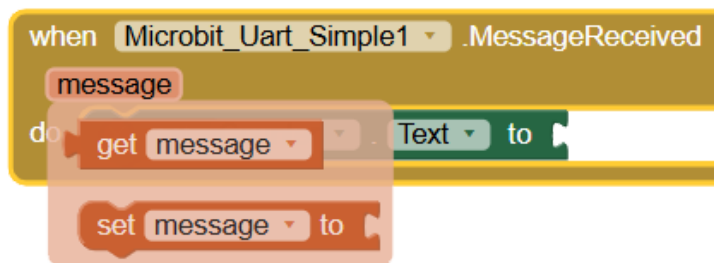 when Microbit_Uart_Simple1 .MessageReceived
message
do . Text to
get message
set message to